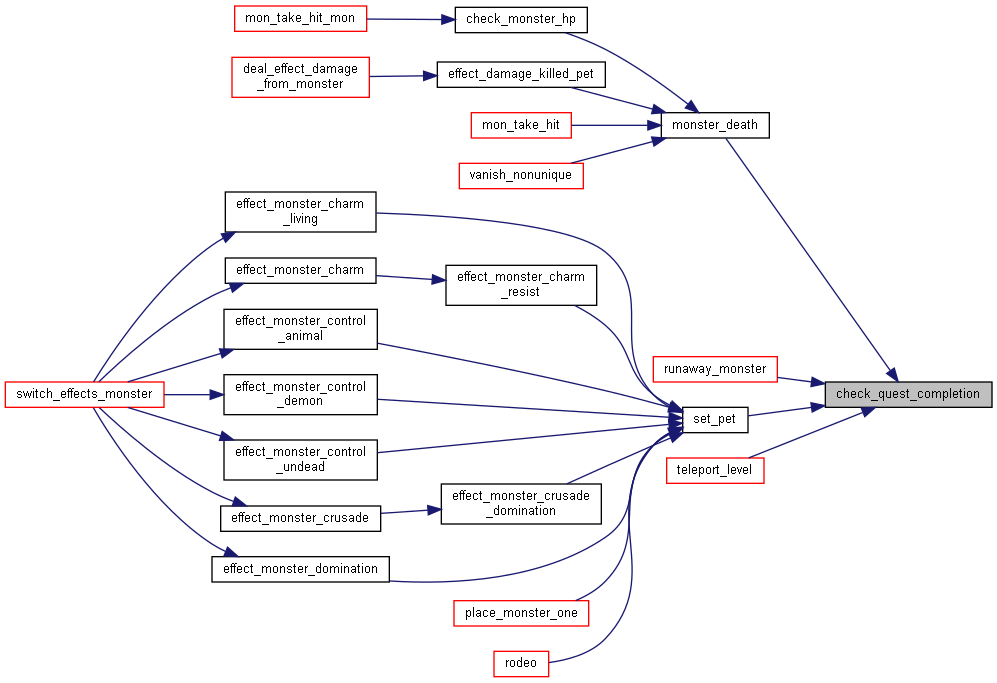 mon_take_hit_mon
check_monster_hp
deal_effect_damage
_from_monster
effect_damage_killed_pet
mon_take_hit
monster_death
vanish_nonunique
effect_monster_charm
_living
effect_monster_charm
effect_monster_charm
_resist
effect_monster_control
_animal
runaway_monster
switch_effects_monster
effect_monster_control
_demon
check_quest_completion
set_pet
effect_monster_control
_undead
teleport_level
effect_monster_crusade
effect_monster_crusade
_domination
effect_monster_domination
place_monster_one
rodeo